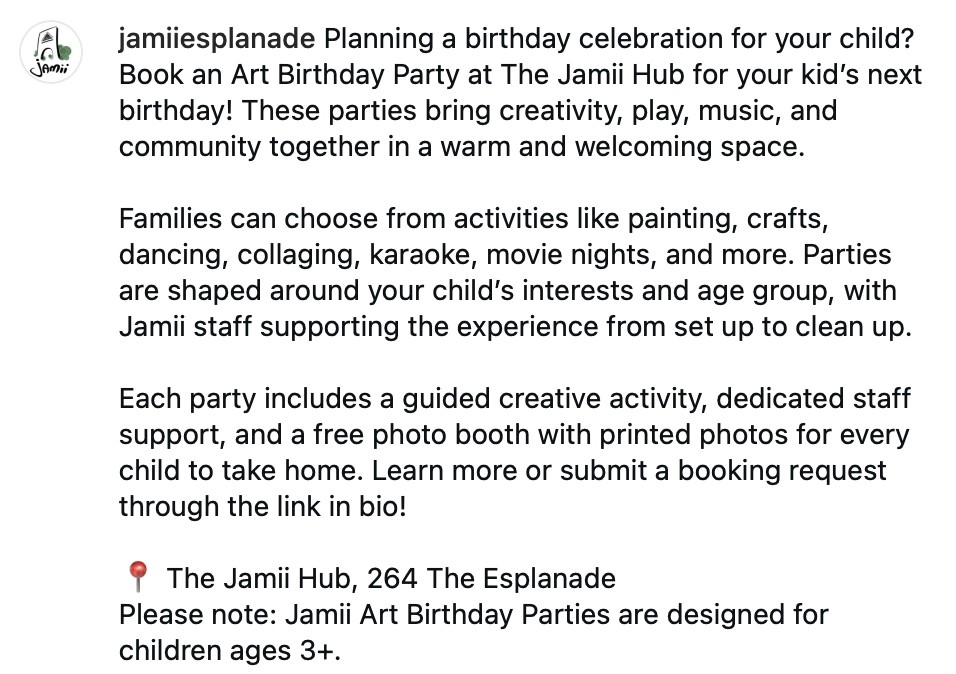 JAMii
jamiiesplanade Planning a birthday celebration for your child?
Book an Art Birthday Party at The Jamii Hub for your kid’s next
birthday! These parties bring creativity, play, music, and
community together in a warm and welcoming space.
Families can choose from activities like painting, crafts,
dancing, collaging, karaoke, movie nights, and more. Parties
are shaped around your child’s interests and age group, with
Jamii staff supporting the experience from set up to clean up.
Each party includes a guided creative activity, dedicated staff
support, and a free photo booth with printed photos for every
child to take home. Learn more or submit a booking request
through the link in bio!
📍 The Jamii Hub, 264 The Esplanade
Please note: Jamii Art Birthday Parties are designed for
children ages 3+.